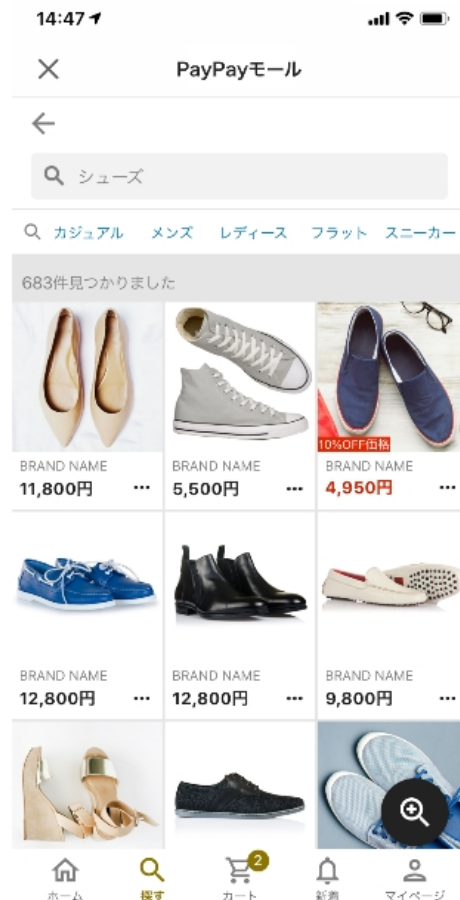 14:47
PayPayモール
シューズ
カジュアル メンズ レディース フラット スニーカー
683件見つかりました
10%OFF価格
BRAND NAME BRAND NAME BRAND NAME
11,800円 5,500円 4,950円
BRAND NAME BRAND NAME BRAND NAME
12,800円 12,800円 9,800円
2
ホーム 探す カート 新着 マイページ